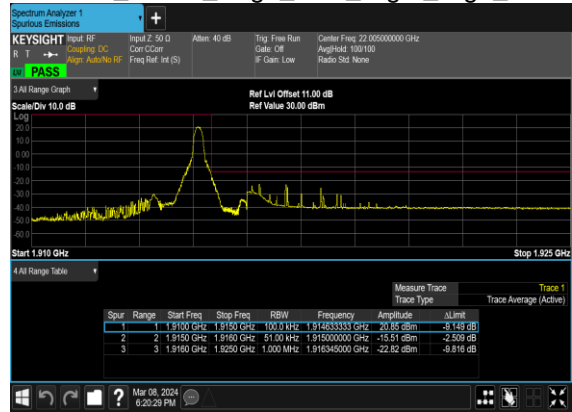 Spectrum Analyzer 1
Spurious Emissions
+
KEYSIGHT Input: RF Input Z: 50 Ω Atten: 40 dB Trig: Free Run Center Freq: 22.005000000 GHz
R T Coupling: DC Corr CCorr Gate: Off Avg|Hold: 100/100
Align: Auto/No RF Freq Ref: Int (S) IF Gain: Low Radio Std: None
PASS
3 All Range Graph Ref Lvl Offset 11.00 dB
Scale/Div 10.0 dB Ref Value 30.00 dBm
Log
20.0
10.0
0.00
-10.0
-20.0
-30.0
-40.0
-50.0
-60.0
Start 1.910 GHz Stop 1.925 GHz
4 All Range Table
Measure Trace Trace 1
Trace Type Trace Average (Active)
Spur Range Start Freq Stop Freq RBW Frequency Amplitude ΔLimit
1 1 1.9100 GHz 1.9150 GHz 100.0 kHz 1.914633333 GHz 20.85 dBm -9.149 dB
2 2 1.9150 GHz 1.9160 GHz 51.00 kHz 1.915000000 GHz -15.51 dBm -2.509 dB
3 3 1.9160 GHz 1.9250 GHz 1.000 MHz 1.916345000 GHz -22.82 dBm -9.816 dB
? Mar 08, 2024
6:20:29 PM